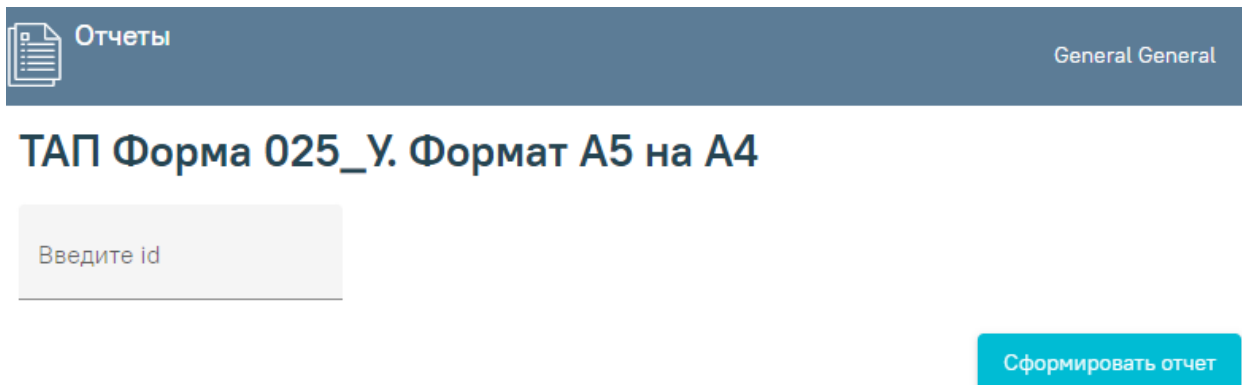 Отчеты
General General
ТАП Форма 025_У. Формат А5 на А4
Введите id
Сформировать отчет